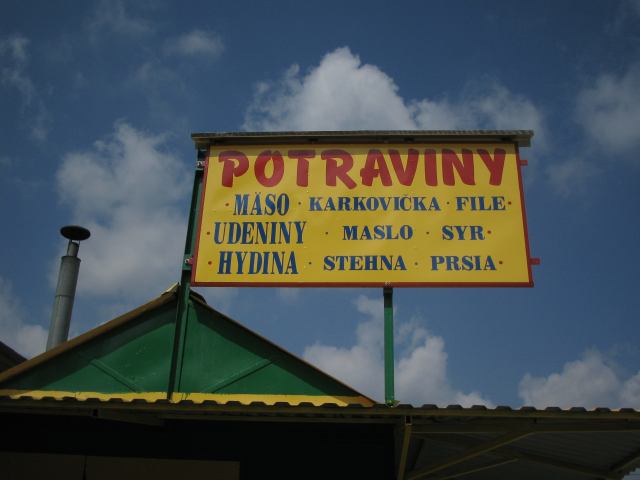 POTRAVINY
· MÄSO · KARKOVIČKA · FILE ·
· UDENINY · MASLO · SYR ·
· HYDINA · STEHNA · PRSIA ·